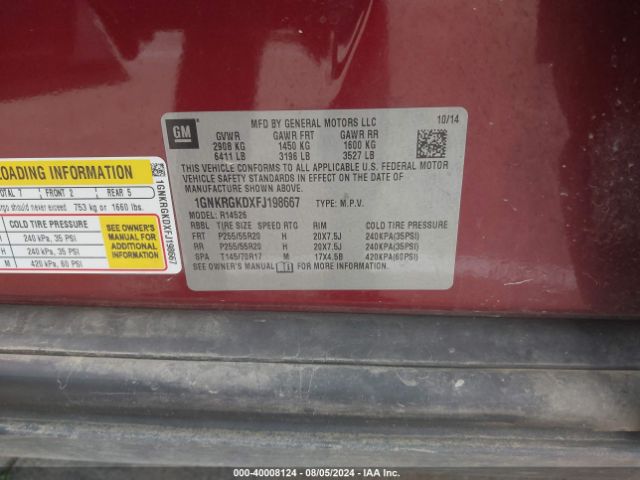 GM
MFD BY GENERAL MOTORS LLC 10/14
GVWR GAWR FRT GAWR RR
2908 KG 1450 KG 1600 KG
6411 LB 3196 LB 3527 LB
THIS VEHICLE CONFORMS TO ALL APPLICABLE U.S. FEDERAL MOTOR
VEHICLE SAFETY STANDARDS IN EFFECT ON THE DATE OF
MANUFACTURE SHOWN ABOVE.
1GNKRGKDXFJ198667 TYPE: M.P.V.
MODEL: R14526
RBBL TIRE SIZE SPEED RTG RIM COLD TIRE PRESSURE
FRT P255/55R20 H 20X7.5J 240KPA(35PSI)
RR P255/55R20 H 20X7.5J 240KPA(35PSI)
SPA T145/70R17 M 17X4.5B 420KPA(60PSI)
SEE OWNER'S MANUAL FOR MORE INFORMATION.
LOADING INFORMATION
TOTAL 7 FRONT 2 REAR 5
should never exceed 753 kg or 1660 lbs.
COLD TIRE PRESSURE
240 kPa, 35 PSI
240 kPa, 35 PSI
420 kPa, 60 PSI
SEE OWNER'S
MANUAL FOR
ADDITIONAL
INFORMATION
1GNKRGKDXFJ198667
000-40008124 - 08/05/2024 - IAA Inc.